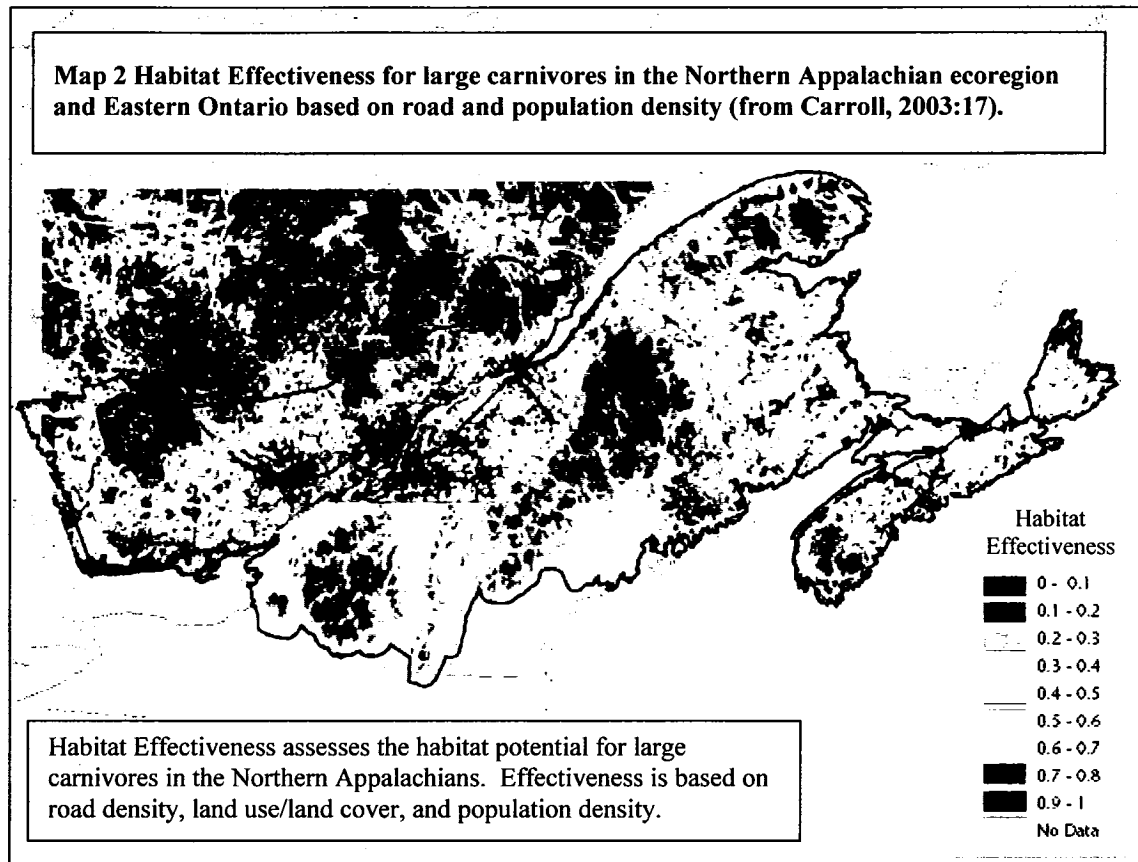 Map 2 Habitat Effectiveness for large carnivores in the Northern Appalachian ecoregion
and Eastern Ontario based on road and population density (from Carroll, 2003:17).
Habitat
Effectiveness
0 - 0.1
0.1 - 0.2
0.2 - 0.3
0.3 - 0.4
0.4 - 0.5
0.5 - 0.6
0.6 - 0.7
0.7 - 0.8
0.9 - 1
No Data
Habitat Effectiveness assesses the habitat potential for large
carnivores in the Northern Appalachians. Effectiveness is based on
road density, land use/land cover, and population density.